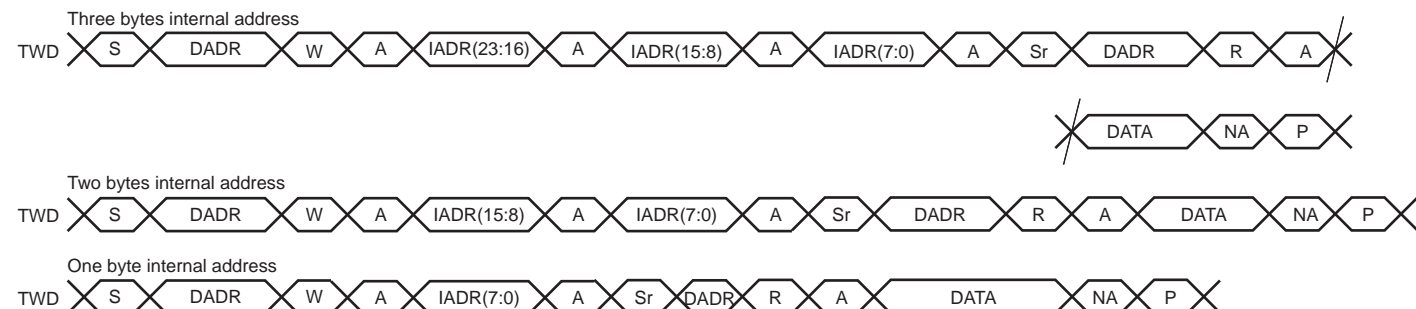 Three bytes internal address
TWD S DADR W A IADR(23:16) A IADR(15:8) A IADR(7:0) A Sr DADR R A
DATA NA P
Two bytes internal address
TWD S DADR W A IADR(15:8) A IADR(7:0) A Sr DADR R A DATA NA P
One byte internal address
TWD S DADR W A IADR(7:0) A Sr DADR R A DATA NA P